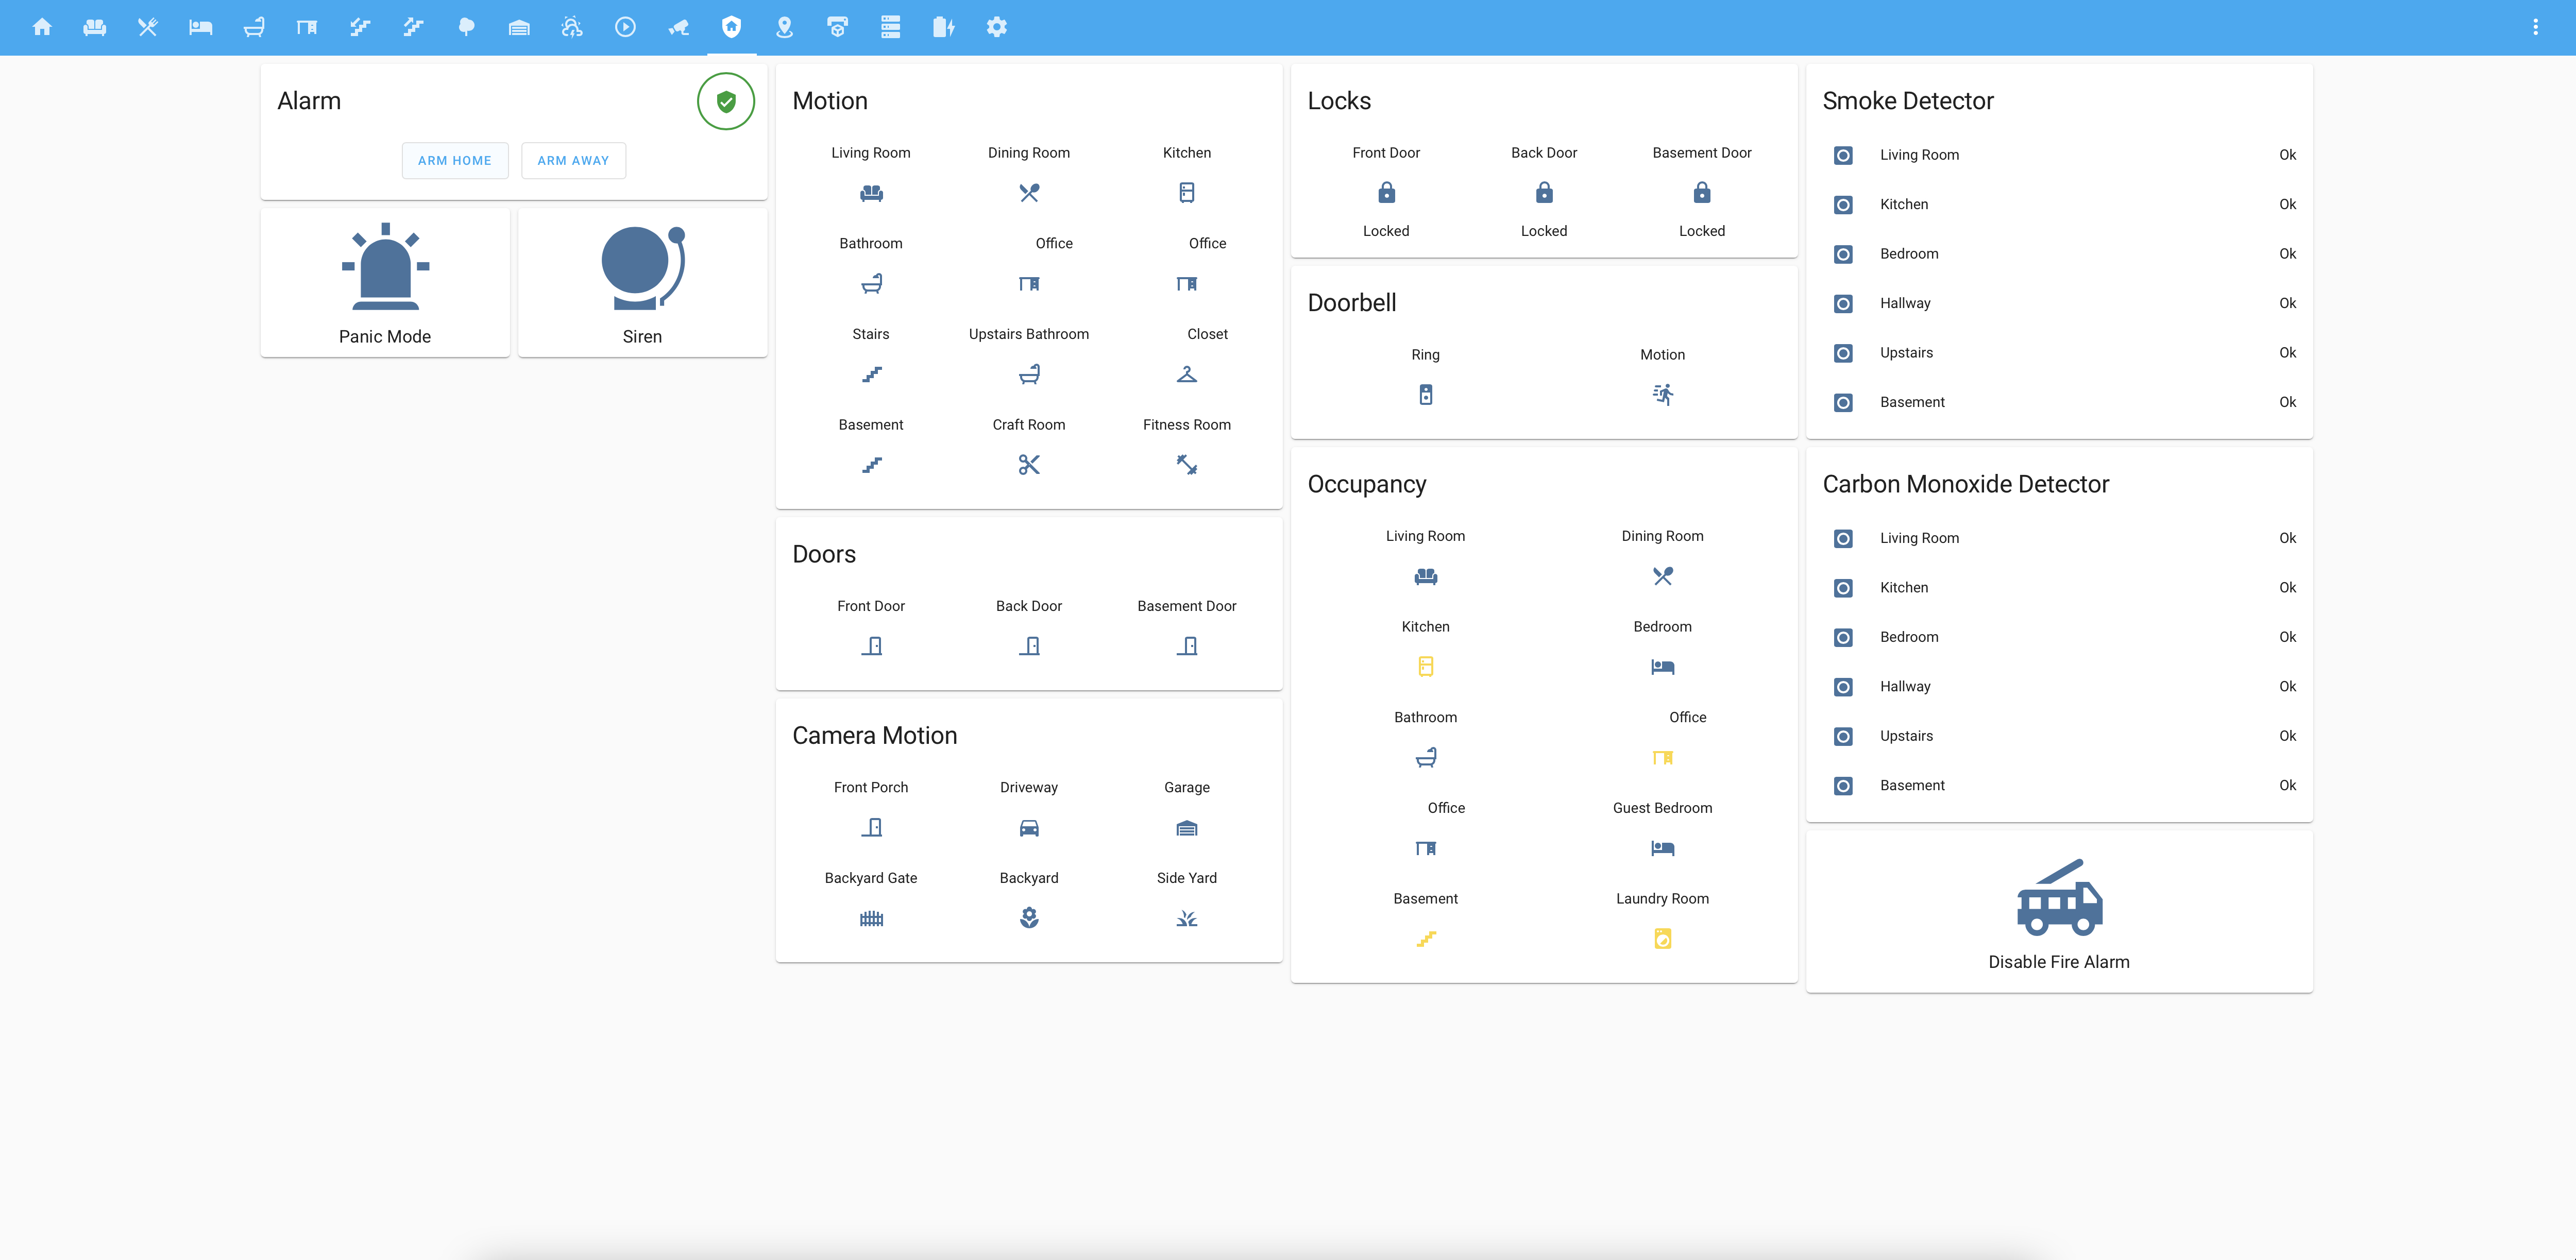 Alarm
ARM HOME ARM AWAY
Panic Mode Siren
Motion
Living Room Dining Room Kitchen
Bathroom Office Office
Stairs Upstairs Bathroom Closet
Basement Craft Room Fitness Room
Doors
Front Door Back Door Basement Door
Camera Motion
Front Porch Driveway Garage
Backyard Gate Backyard Side Yard
Locks
Front Door Back Door Basement Door
Locked Locked Locked
Doorbell
Ring Motion
Occupancy
Living Room Dining Room
Kitchen Bedroom
Bathroom Office
Office Guest Bedroom
Basement Laundry Room
Smoke Detector
Living Room Ok
Kitchen Ok
Bedroom Ok
Hallway Ok
Upstairs Ok
Basement Ok
Carbon Monoxide Detector
Living Room Ok
Kitchen Ok
Bedroom Ok
Hallway Ok
Upstairs Ok
Basement Ok
Disable Fire Alarm